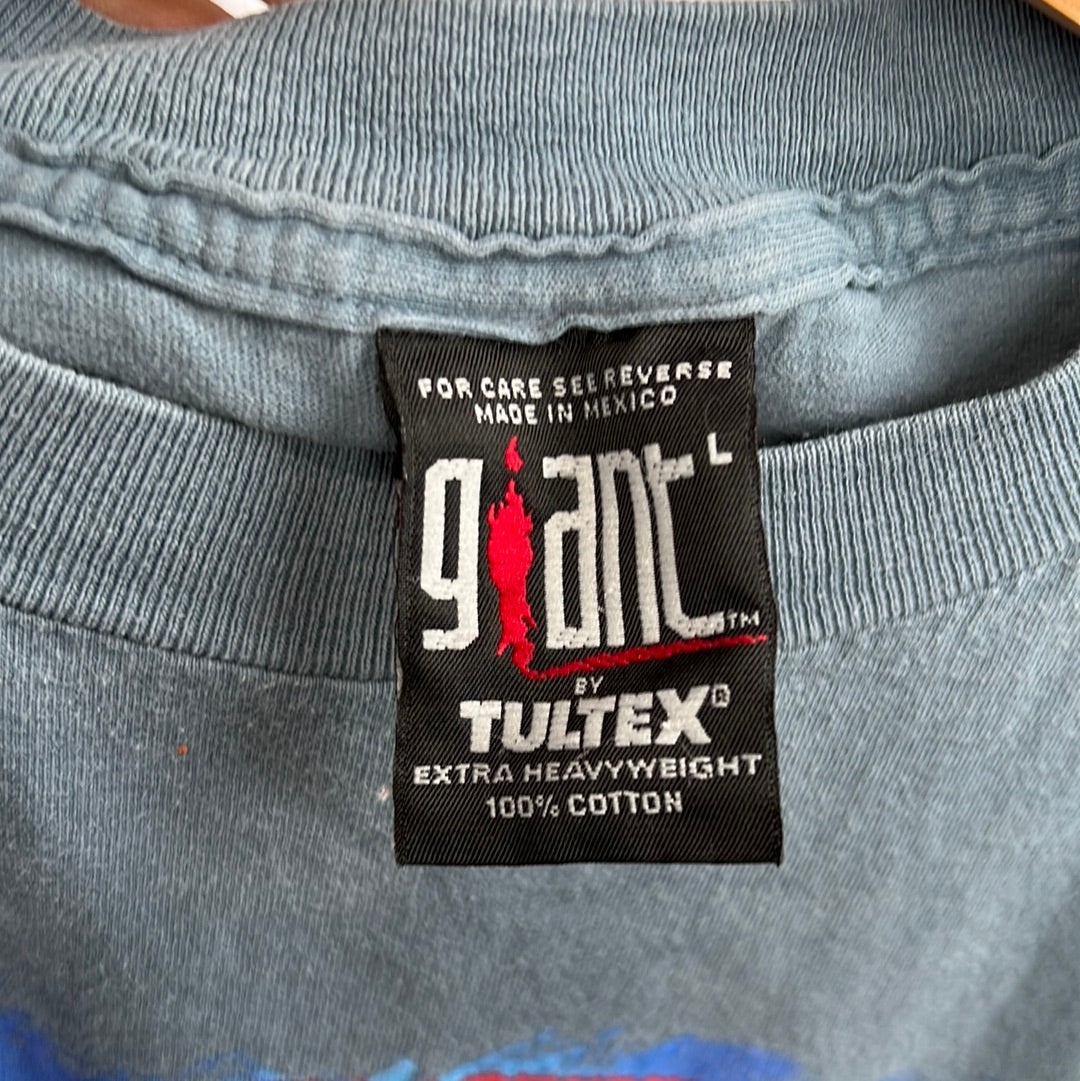 FOR CARE SEE REVERSE
MADE IN MEXICO
giant L
TM
BY
TULTEX®
EXTRA HEAVYWEIGHT
100% COTTON